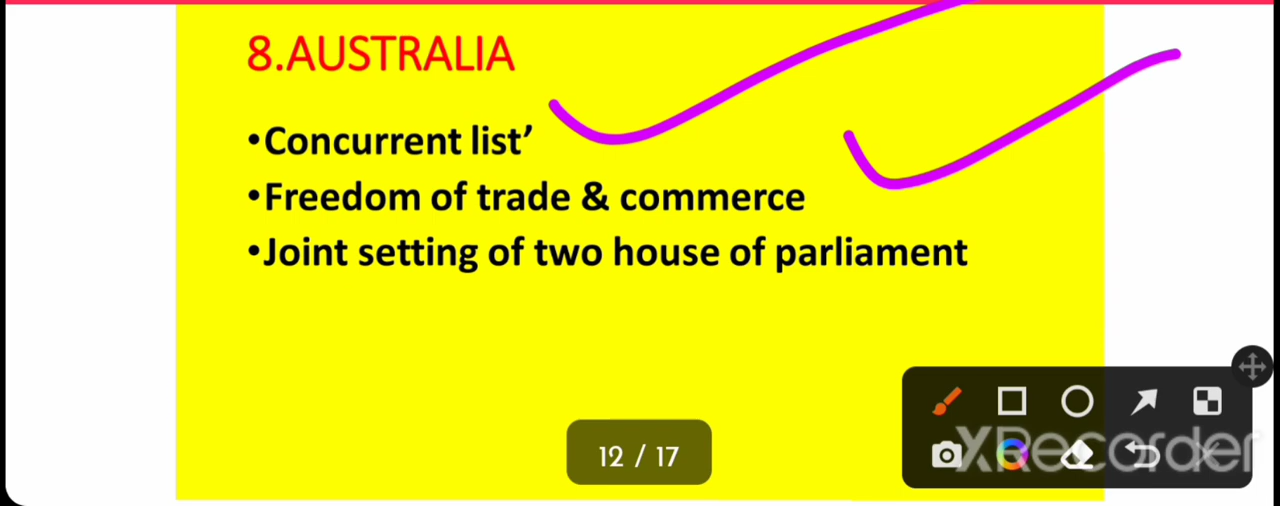 8.AUSTRALIA
•Concurrent list’
•Freedom of trade & commerce
•Joint setting of two house of parliament
12 / 17
XRecorder